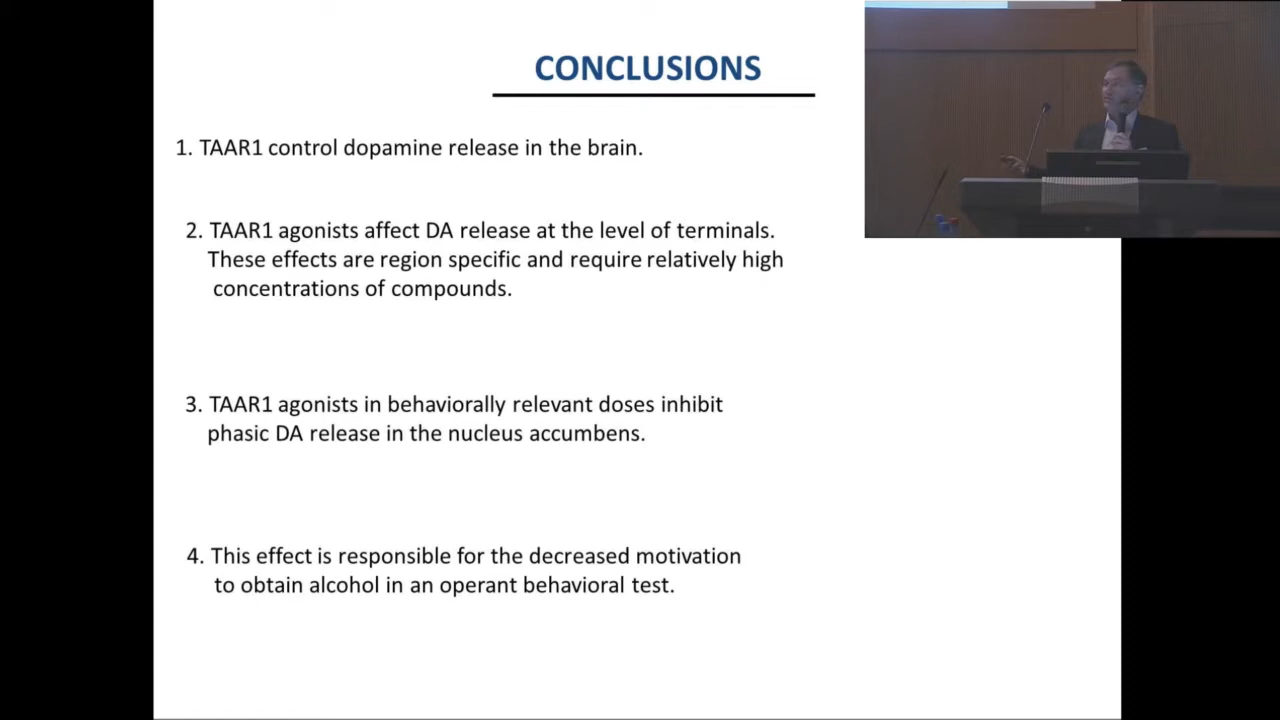 CONCLUSIONS
1. TAAR1 control dopamine release in the brain.
2. TAAR1 agonists affect DA release at the level of terminals.
These effects are region specific and require relatively high
concentrations of compounds.
3. TAAR1 agonists in behaviorally relevant doses inhibit
phasic DA release in the nucleus accumbens.
4. This effect is responsible for the decreased motivation
to obtain alcohol in an operant behavioral test.